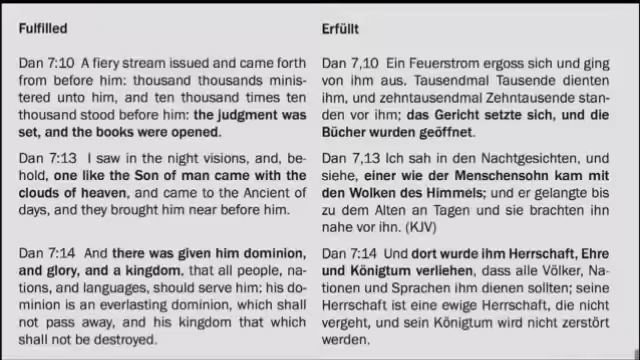 Fulfilled
Dan 7:10 A fiery stream issued and came forth
from before him: thousand thousands minis-
tered unto him, and ten thousand times ten
thousand stood before him: the judgment was
set, and the books were opened.
Dan 7:13 I saw in the night visions, and, be-
hold, one like the Son of man came with the
clouds of heaven, and came to the Ancient of
days, and they brought him near before him.
Dan 7:14 And there was given him dominion,
and glory, and a kingdom, that all people, na-
tions, and languages, should serve him: his do-
minion is an everlasting dominion, which shall
not pass away, and his kingdom that which
shall not be destroyed.
Erfüllt
Dan 7,10 Ein Feuerstrom ergoss sich und ging
von ihm aus. Tausendmal Tausende dienten
ihm, und zehntausendmal Zehntausende stan-
den vor ihm; das Gericht setzte sich, und die
Bücher wurden geöffnet.
Dan 7,13 Ich sah in den Nachtgesichten, und
siehe, einer wie der Menschensohn kam mit
den Wolken des Himmels; und er gelangte bis
zu dem Alten an Tagen und sie brachten ihn
nahe vor ihn. (KJV)
Dan 7:14 Und dort wurde ihm Herrschaft, Ehre
und Königtum verliehen, dass alle Völker, Na-
tionen und Sprachen ihm dienen sollten; seine
Herrschaft ist eine ewige Herrschaft, die nicht
vergeht, und sein Königtum wird nicht zerstört
werden.